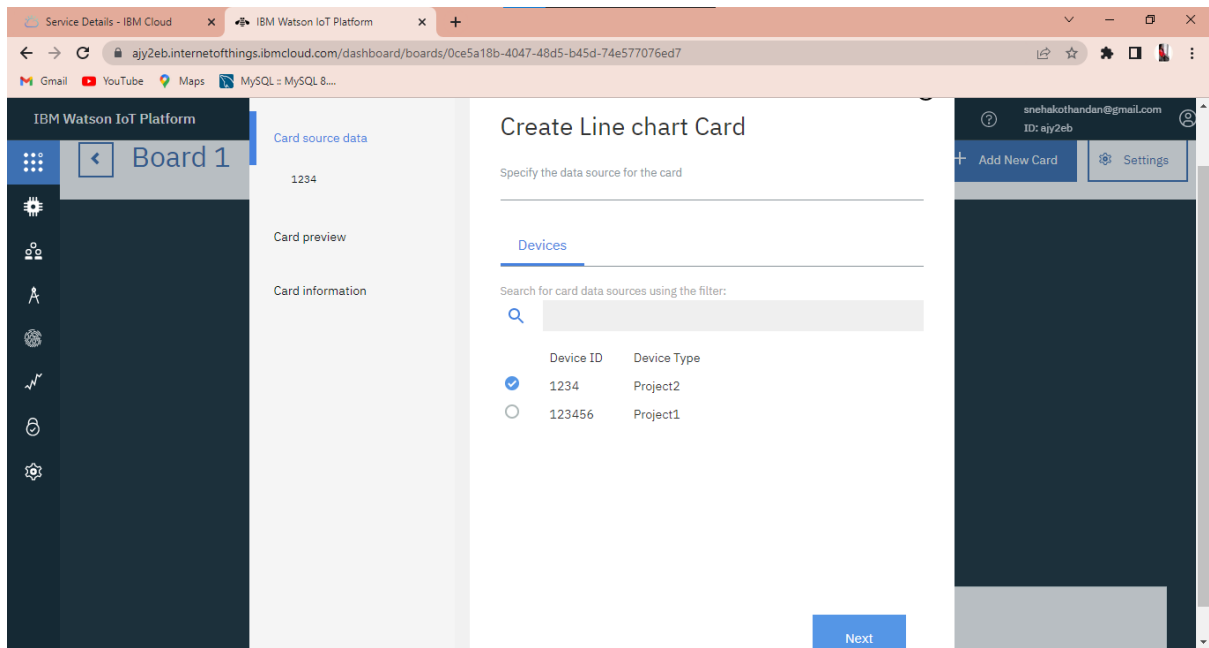 Service Details - IBM Cloud
IBM Watson IoT Platform
ajy2eb.internetofthings.ibmcloud.com/dashboard/boards/0ce5a18b-4047-48d5-b45d-74e577076ed7
Gmail
YouTube
Maps
MySQL :: MySQL 8....
IBM Watson IoT Platform
snehakothandan@gmail.com
ID: ajy2eb
Board 1
Add New Card
Settings
Card source data
1234
Card preview
Card information
Create Line chart Card
Specify the data source for the card
Devices
Search for card data sources using the filter:
Device ID Device Type
1234 Project2
123456 Project1
Next